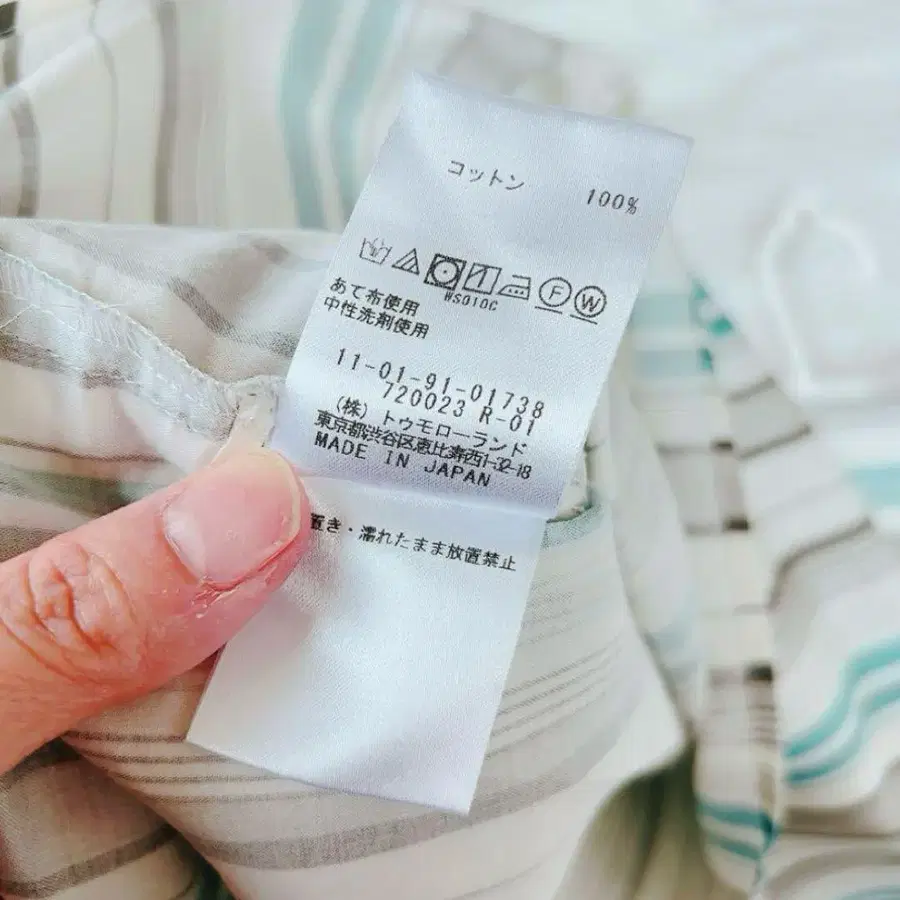 コットン 100%
F W
WS010C
あて布使用
中性洗剤使用
11-01-91-01738
720023 R-01
(株)トゥモローランド
東京都渋谷区恵比寿西1-32-18
MADE IN JAPAN
置き・濡れたまま放置禁止